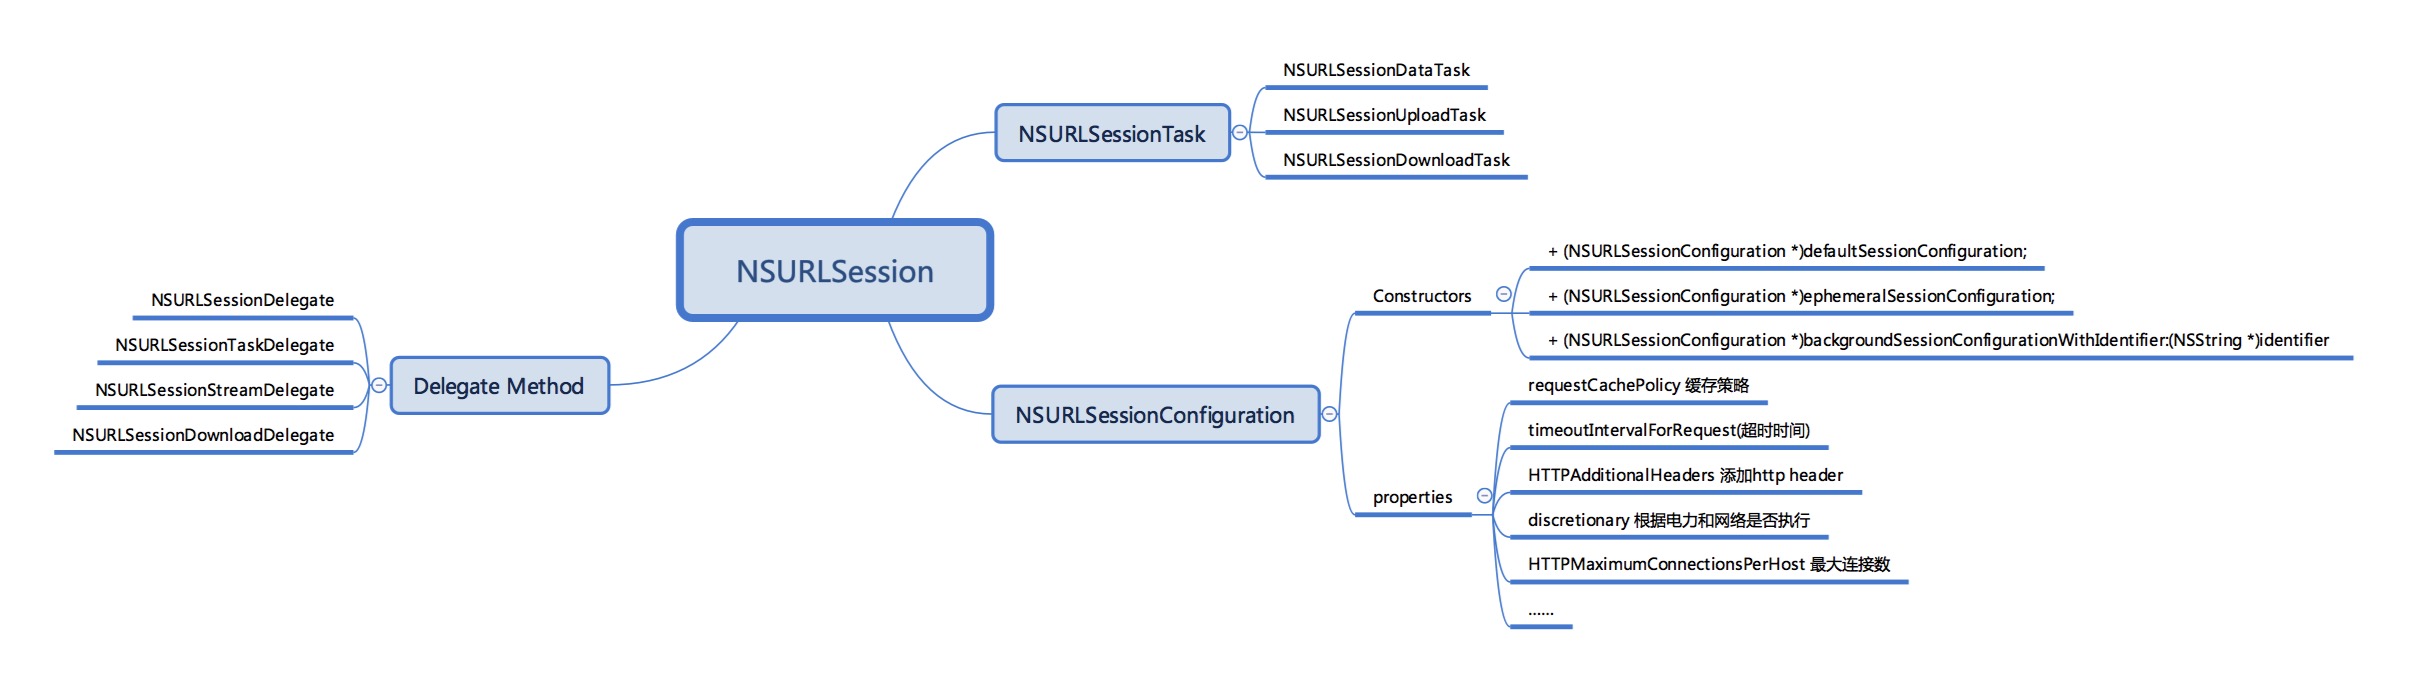 NSURLSession
NSURLSessionTask
NSURLSessionDataTask
NSURLSessionUploadTask
NSURLSessionDownloadTask
NSURLSessionConfiguration
Constructors
+ (NSURLSessionConfiguration *)defaultSessionConfiguration;
+ (NSURLSessionConfiguration *)ephemeralSessionConfiguration;
+ (NSURLSessionConfiguration *)backgroundSessionConfigurationWithIdentifier:(NSString *)identifier
properties
requestCachePolicy 缓存策略
timeoutIntervalForRequest(超时时间)
HTTPAdditionalHeaders 添加http header
discretionary 根据电力和网络是否执行
HTTPMaximumConnectionsPerHost 最大连接数
......
Delegate Method
NSURLSessionDelegate
NSURLSessionTaskDelegate
NSURLSessionStreamDelegate
NSURLSessionDownloadDelegate